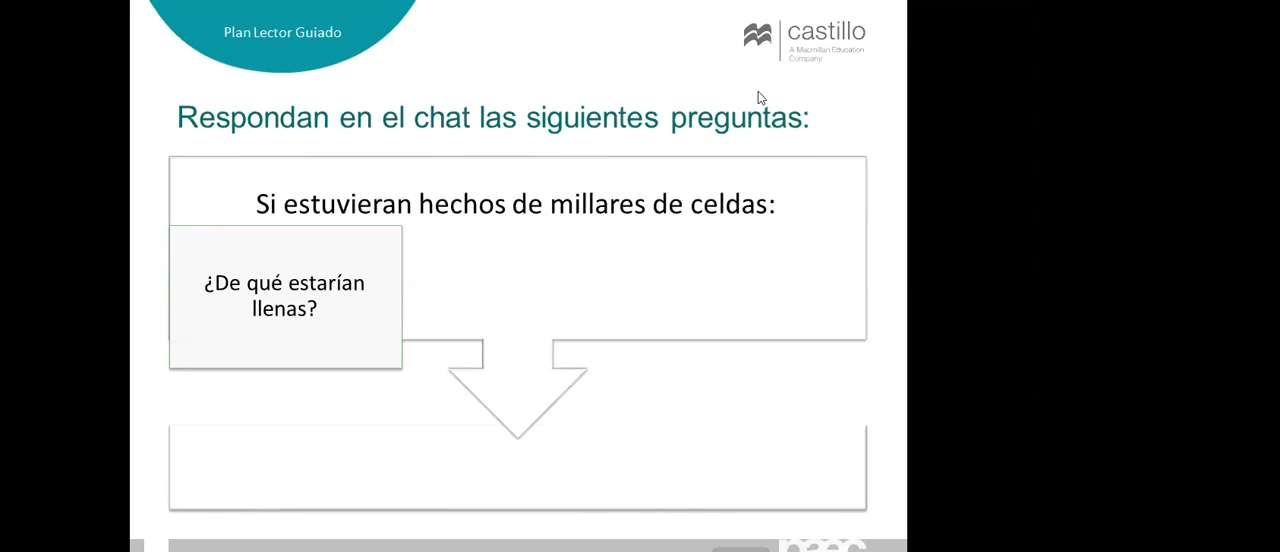 Plan Lector Guiado
castillo
A Macmillan Education
Company
Respondan en el chat las siguientes preguntas:
Si estuvieran hechos de millares de celdas:
¿De qué estarían
llenas?